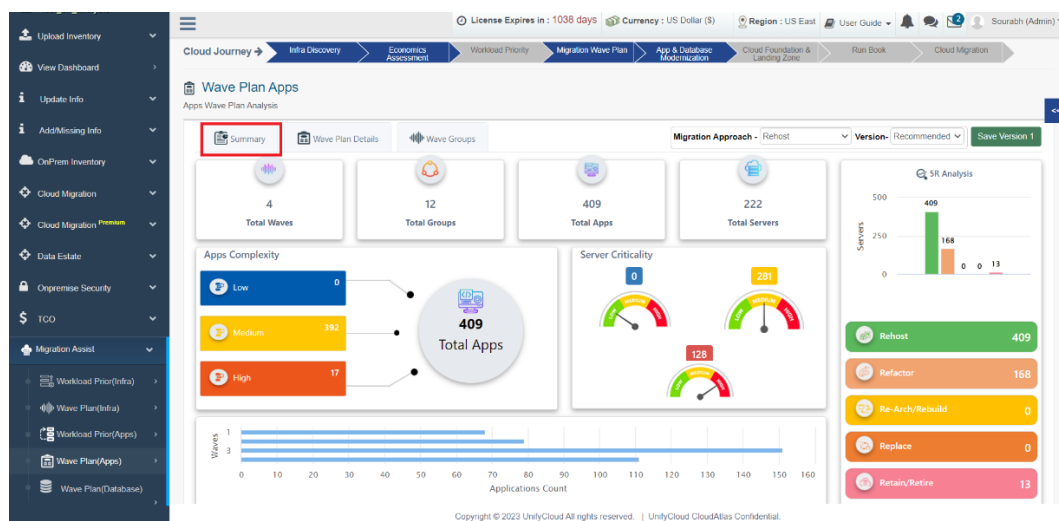 License Expires in : 1038 days
Currency : US Dollar ($)
Region : US East
User Guide
2
Sourabh (Admin)
Upload Inventory
View Dashboard
Update Info
Add/Missing Info
OnPrem Inventory
Cloud Migration
Cloud Migration Premium
Data Estate
Onpremise Security
TCO
Migration Assist
Workload Prior(Infra)
Wave Plan(Infra)
Workload Prior(Apps)
Wave Plan(Apps)
Wave Plan(Database)
Cloud Journey
Infra Discovery
Economics
Assessment
Workload Priority
Migration Wave Plan
App & Database
Modernization
Cloud Foundation &
Landing Zone
Run Book
Cloud Migration
Wave Plan Apps
Apps Wave Plan Analysis
<<
Summary
Wave Plan Details
Wave Groups
Migration Approach - Rehost
Version- Recommended
Save Version 1
4
Total Waves
12
Total Groups
409
Total Apps
222
Total Servers
Apps Complexity
Low 0
Medium 392
High 17
409
Total Apps
Server Criticality
0
LOW MEDIUM HIGH
281
LOW MEDIUM HIGH
128
LOW MEDIUM HIGH
5R Analysis
Servers
500
250
0
409
168
0
0
13
Rehost 409
Refactor 168
Re-Arch/Rebuild 0
Replace 0
Retain/Retire 13
Waves
1
3
0 10 20 30 40 50 60 70 80 90 100 110 120 130 140 150 160
Applications Count
Copyright © 2023 UnifyCloud All rights reserved. | UnifyCloud CloudAtlas Confidential.